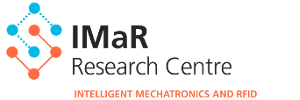 IMaR
Research Centre
INTELLIGENT MECHATRONICS AND RFID